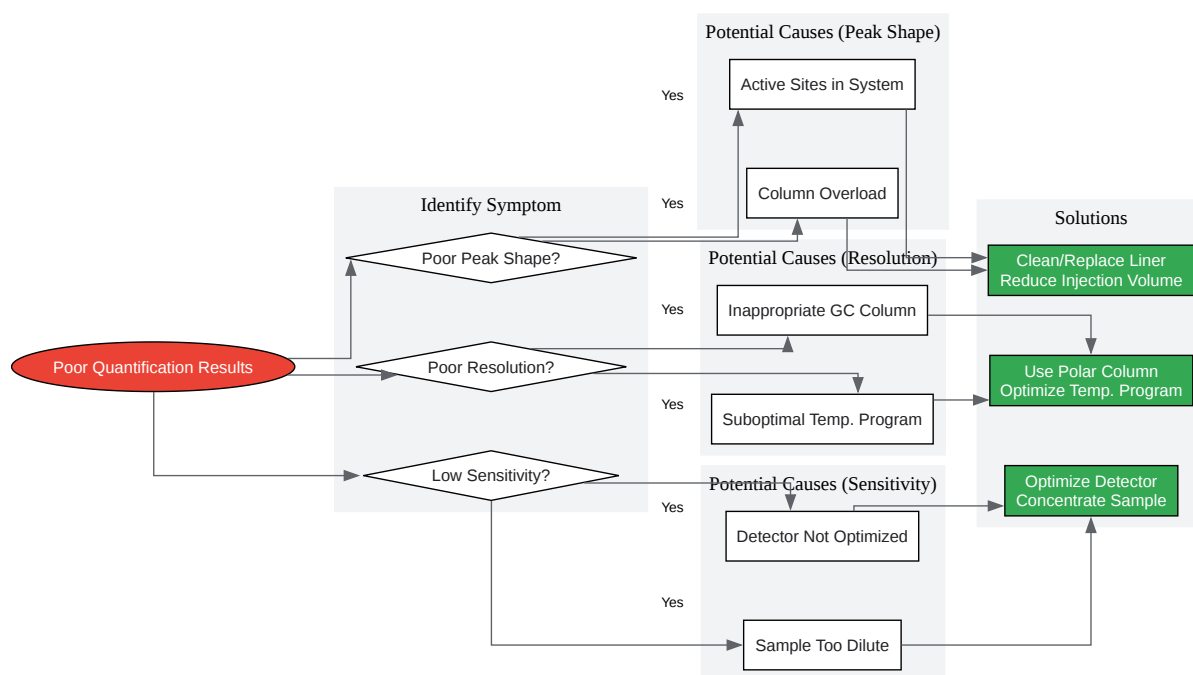 Potential Causes (Peak Shape)
Yes
Active Sites in System
Yes
Column Overload
Identify Symptom
Solutions
Poor Peak Shape?
Potential Causes (Resolution)
Clean/Replace Liner
Reduce Injection Volume
Yes
Inappropriate GC Column
Poor Quantification Results
Poor Resolution?
Use Polar Column
Optimize Temp. Program
Yes
Suboptimal Temp. Program
Low Sensitivity?
Potential Causes (Sensitivity)
Optimize Detector
Concentrate Sample
Yes
Detector Not Optimized
Yes
Sample Too Dilute